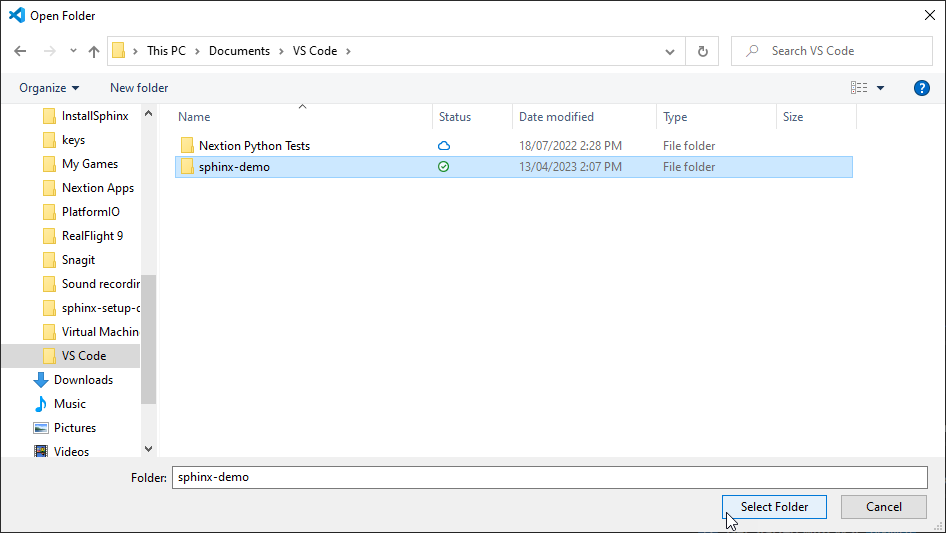 Open Folder
This PC > Documents > VS Code >
Search VS Code
Organize
New folder
?
Name
Status
Date modified
Type
Size
InstallSphinx
keys
My Games
Nextion Apps
PlatformIO
RealFlight 9
Snagit
Sound recordin
sphinx-setup-c
Virtual Machin
VS Code
Downloads
Music
Pictures
Videos
Nextion Python Tests 18/07/2022 2:28 PM File folder
sphinx-demo 13/04/2023 2:07 PM File folder
Folder: sphinx-demo
Select Folder
Cancel